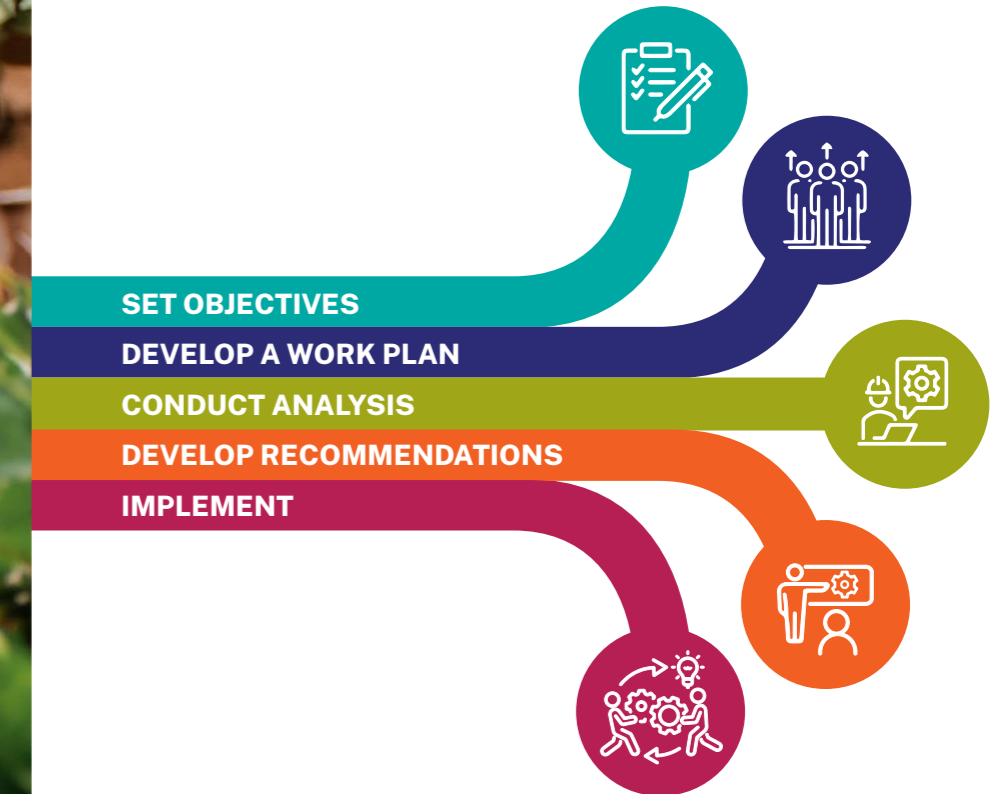 SET OBJECTIVES
DEVELOP A WORK PLAN
CONDUCT ANALYSIS
DEVELOP RECOMMENDATIONS
IMPLEMENT